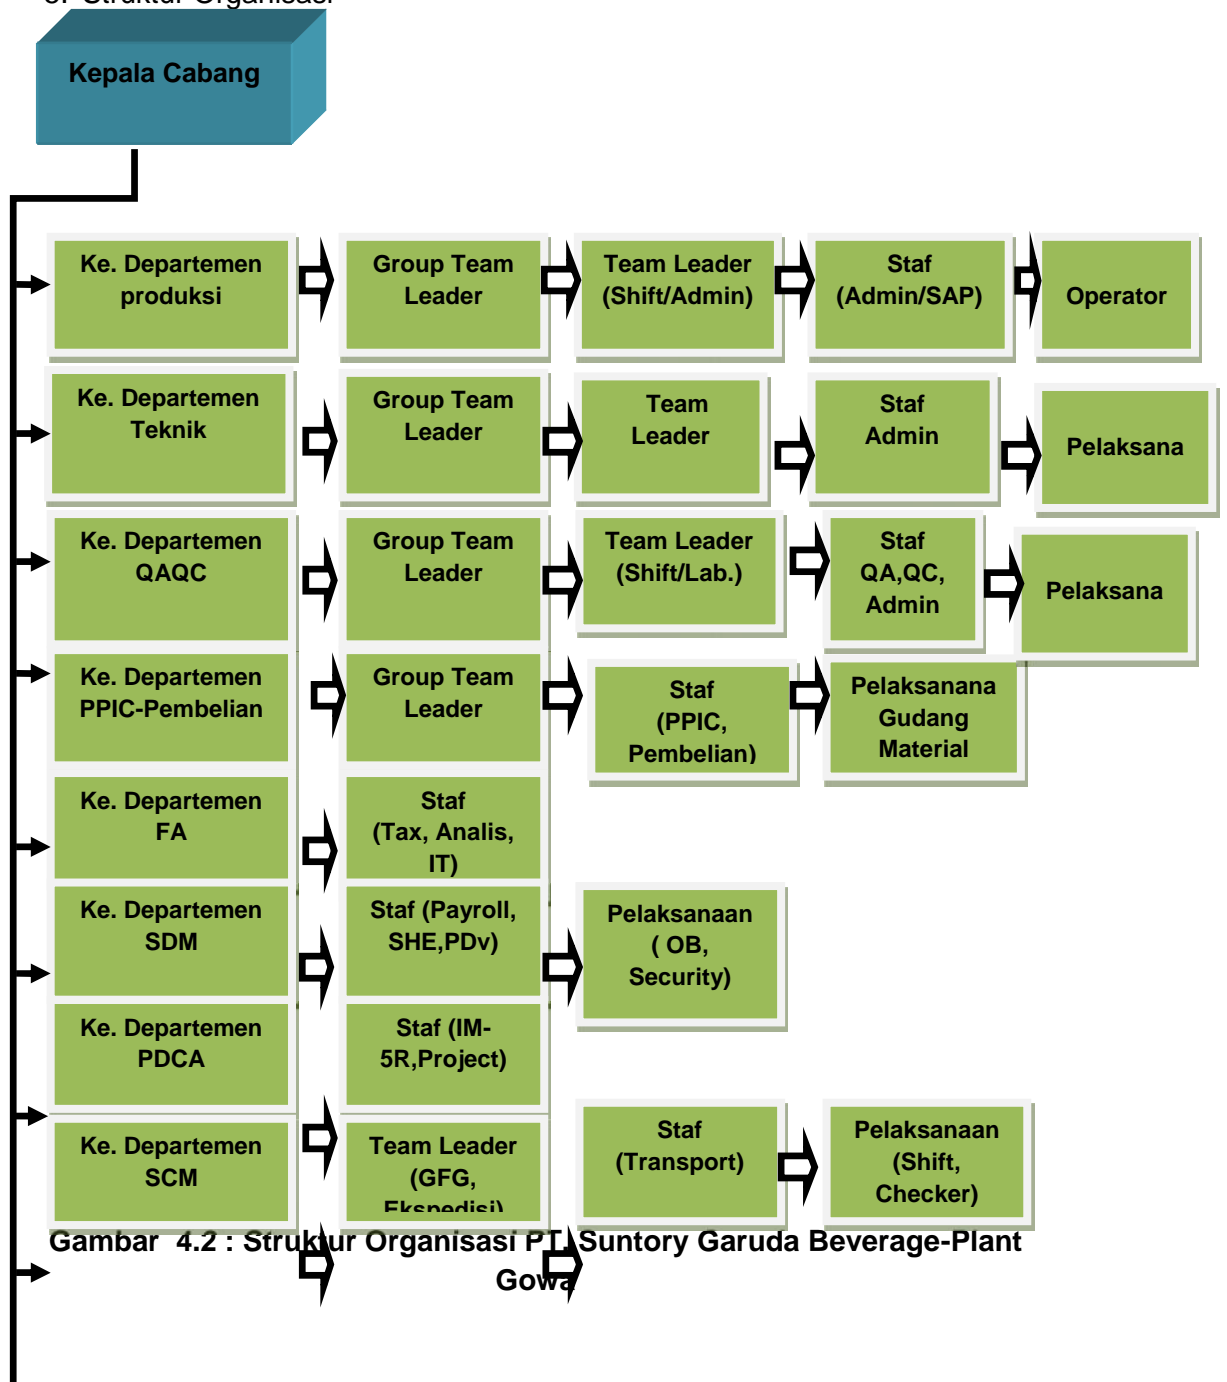 Struktur Organisasi
Kepala Cabang
Ke. Departemen
produksi
Group Team
Leader
Team Leader
(Shift/Admin)
Staf
(Admin/SAP)
Operator
Ke. Departemen
Teknik
Group Team
Leader
Team
Leader
Staf
Admin
Pelaksana
Ke. Departemen
QAQC
Group Team
Leader
Team Leader
(Shift/Lab.)
Staf
QA,QC,
Admin
Pelaksana
Ke. Departemen
PPIC-Pembelian
Group Team
Leader
Staf
(PPIC,
Pembelian)
Pelaksanana
Gudang
Material
Ke. Departemen
FA
Staf
(Tax, Analis,
IT)
Ke. Departemen
SDM
Staf (Payroll,
SHE,PDv)
Pelaksanaan
( OB,
Security)
Ke. Departemen
PDCA
Staf (IM-
5R,Project)
Ke. Departemen
SCM
Team Leader
(GFG,
Ekspedisi)
Staf
(Transport)
Pelaksanaan
(Shift,
Checker)
Gambar 4.2 : Struktur Organisasi PT. Suntory Garuda Beverage-Plant
Gowa